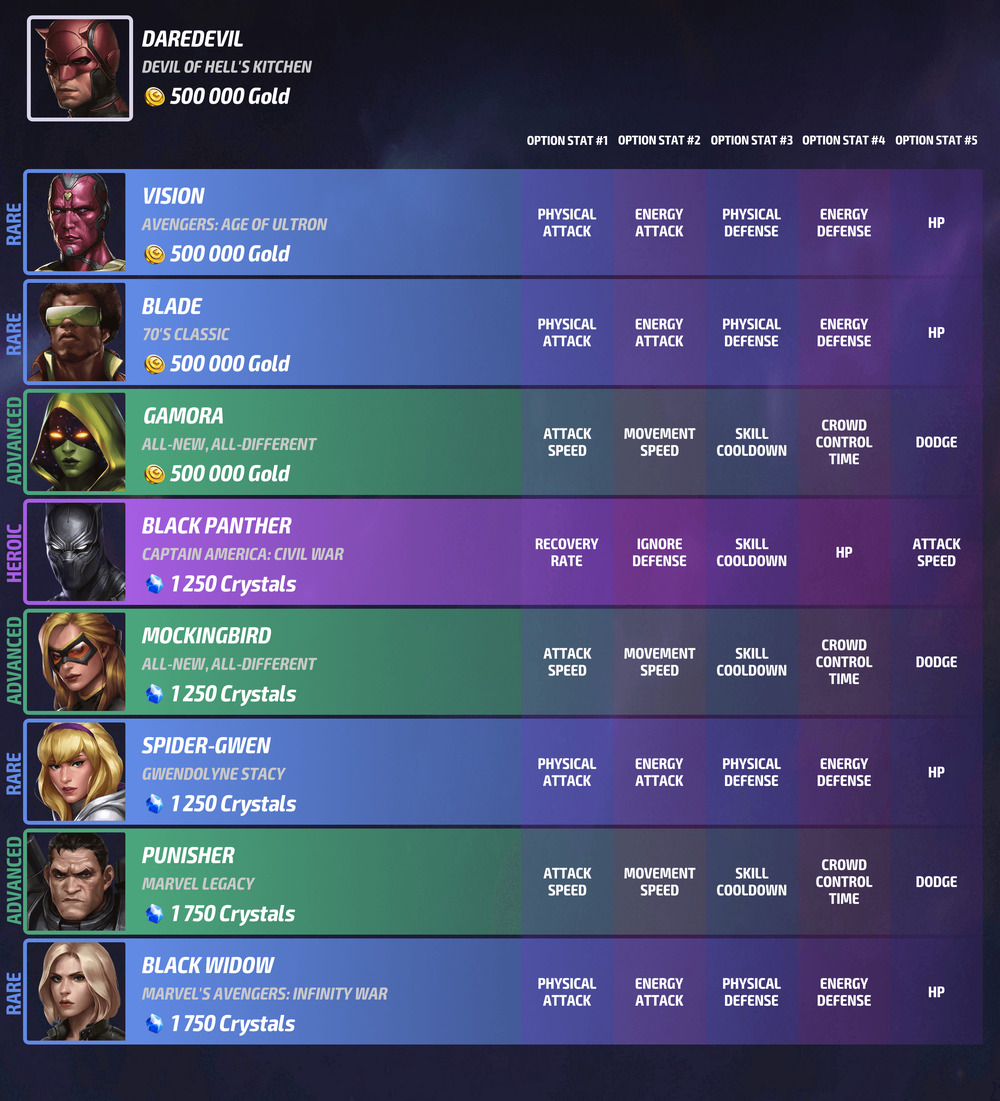 DAREDEVIL
DEVIL OF HELL'S KITCHEN
500 000 Gold
OPTION STAT #1 OPTION STAT #2 OPTION STAT #3 OPTION STAT #4 OPTION STAT #5
RARE
VISION
AVENGERS: AGE OF ULTRON
500 000 Gold
PHYSICAL ATTACK
ENERGY ATTACK
PHYSICAL DEFENSE
ENERGY DEFENSE
HP
RARE
BLADE
70'S CLASSIC
500 000 Gold
PHYSICAL ATTACK
ENERGY ATTACK
PHYSICAL DEFENSE
ENERGY DEFENSE
HP
ADVANCED
GAMORA
ALL-NEW, ALL-DIFFERENT
500 000 Gold
ATTACK SPEED
MOVEMENT SPEED
SKILL COOLDOWN
CROWD CONTROL TIME
DODGE
HEROIC
BLACK PANTHER
CAPTAIN AMERICA: CIVIL WAR
1 250 Crystals
RECOVERY RATE
IGNORE DEFENSE
SKILL COOLDOWN
HP
ATTACK SPEED
ADVANCED
MOCKINGBIRD
ALL-NEW, ALL-DIFFERENT
1 250 Crystals
ATTACK SPEED
MOVEMENT SPEED
SKILL COOLDOWN
CROWD CONTROL TIME
DODGE
RARE
SPIDER-GWEN
GWENDOLYNE STACY
1 250 Crystals
PHYSICAL ATTACK
ENERGY ATTACK
PHYSICAL DEFENSE
ENERGY DEFENSE
HP
ADVANCED
PUNISHER
MARVEL LEGACY
1 750 Crystals
ATTACK SPEED
MOVEMENT SPEED
SKILL COOLDOWN
CROWD CONTROL TIME
DODGE
RARE
BLACK WIDOW
MARVEL'S AVENGERS: INFINITY WAR
1 750 Crystals
PHYSICAL ATTACK
ENERGY ATTACK
PHYSICAL DEFENSE
ENERGY DEFENSE
HP